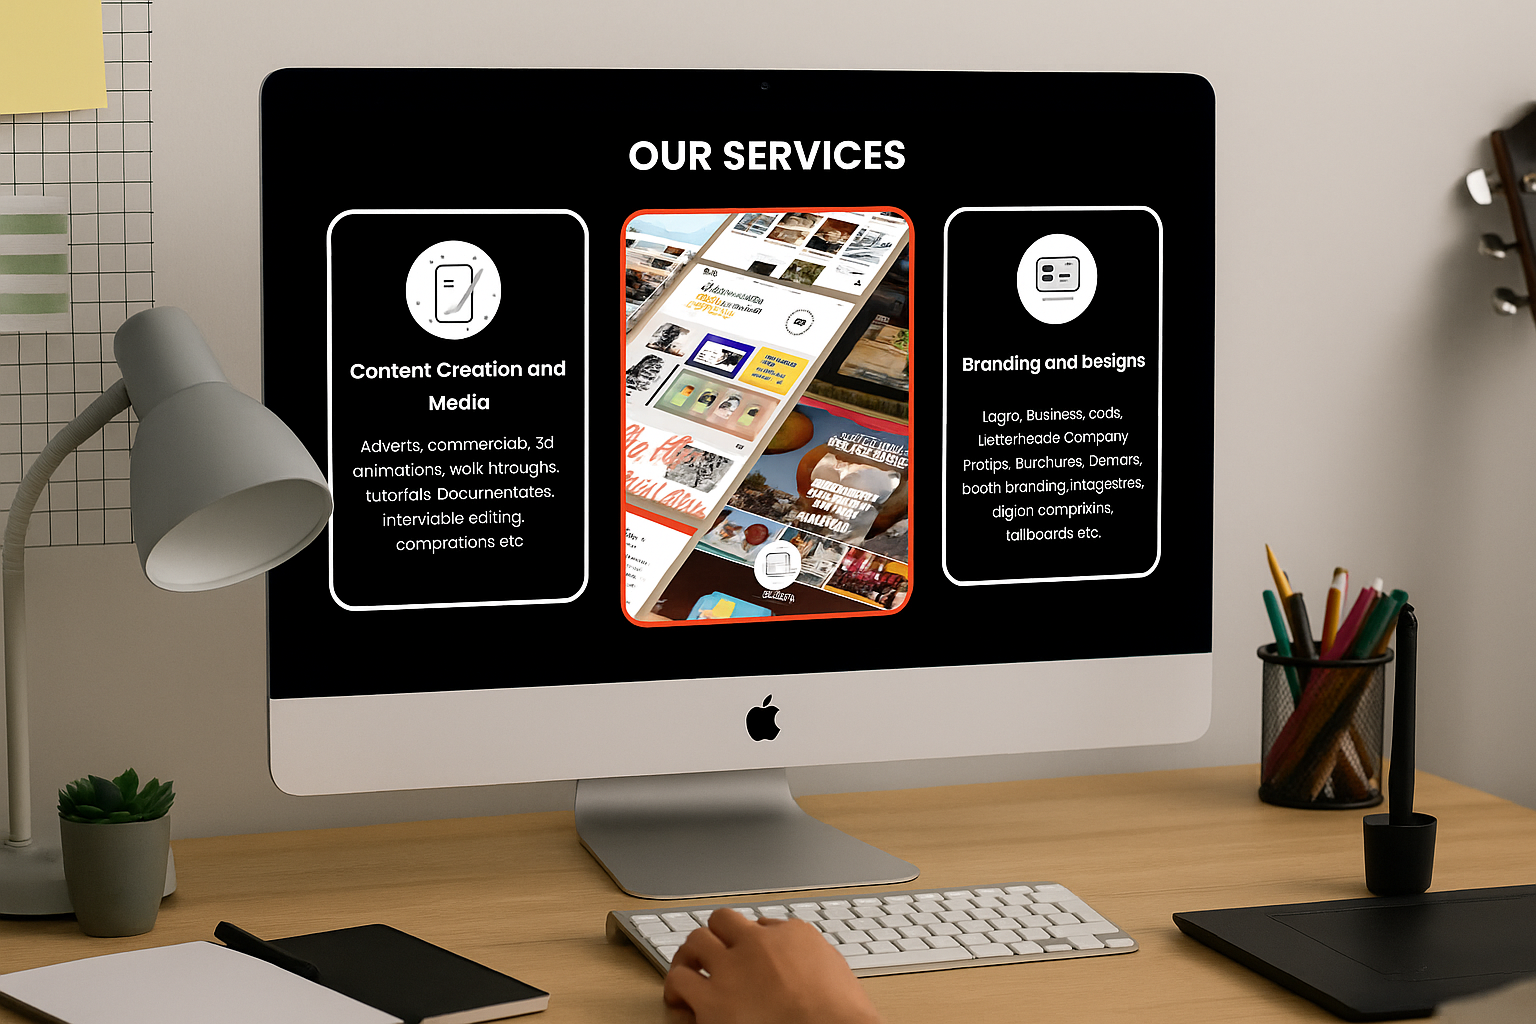 OUR SERVICES
Content Creation and
Media
Adverts, commerciab, 3d
animations, wolk htroughs.
tutorfals Documentates.
interviable editing.
comprations etc
Branding and besigns
Lagro, Business, cods,
Lietterheade Company
Protips, Burchures, Demars,
booth branding,intagestres,
digion comprixins,
tallboards etc.